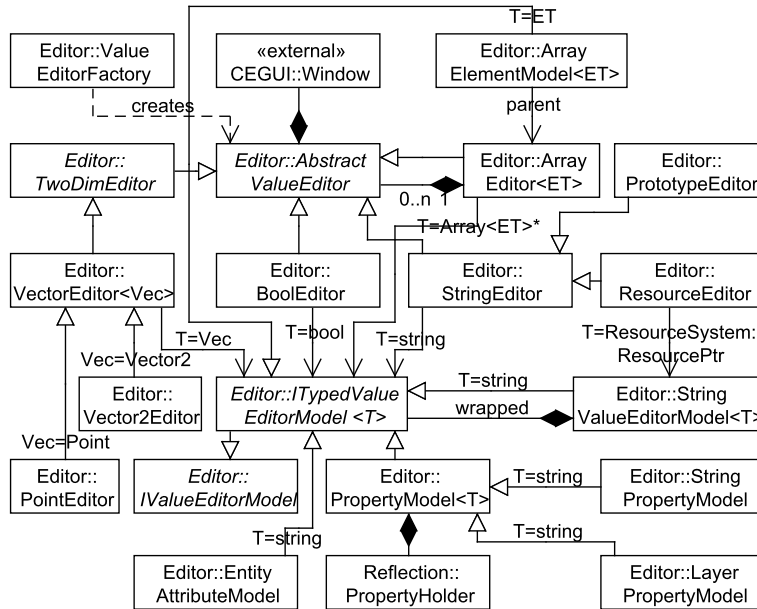 T=ET
Editor::Value
EditorFactory
«external»
CEGUI::Window
Editor::Array
ElementModel<ET>
creates
parent
Editor::
TwoDimEditor
Editor::Abstract
ValueEditor
Editor::Array
Editor<ET>
Editor::
PrototypeEditor
0..n 1
T=Array<ET>*
Editor::
VectorEditor<Vec>
Editor::
BoolEditor
Editor::
StringEditor
Editor::
ResourceEditor
T=Vec
T=bool
T=string
T=ResourceSystem:
ResourcePtr
Vec=Vector2
Editor::
Vector2Editor
Editor::ITypedValue
EditorModel <T>
T=string
wrapped
Editor::String
ValueEditorModel<T>
Vec=Point
Editor::
PointEditor
Editor::
IValueEditorModel
Editor::
PropertyModel<T>
T=string
Editor::String
PropertyModel
T=string
T=string
Editor::Entity
AttributeModel
Reflection::
PropertyHolder
Editor::Layer
PropertyModel